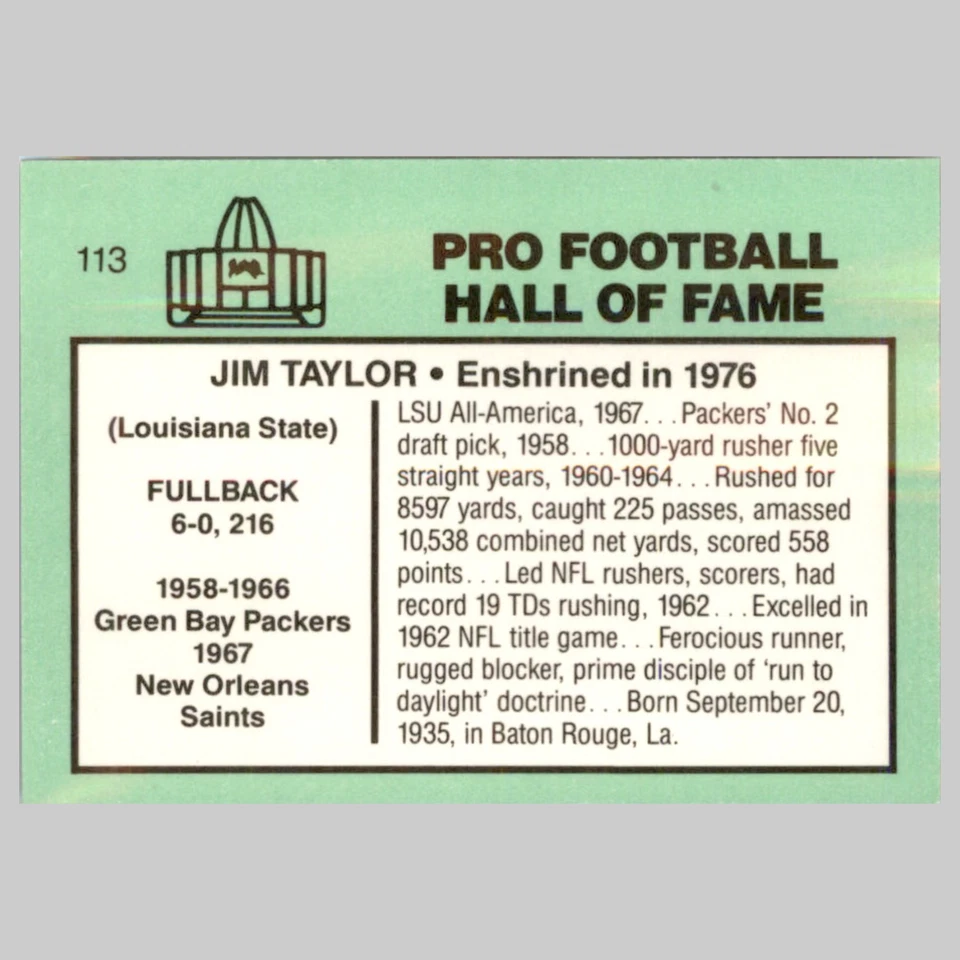 113
PRO FOOTBALL
HALL OF FAME
JIM TAYLOR • Enshrined in 1976
(Louisiana State)
FULLBACK
6-0, 216
1958-1966
Green Bay Packers
1967
New Orleans
Saints
LSU All-America, 1967...Packers' No. 2
draft pick, 1958...1000-yard rusher five
straight years, 1960-1964...Rushed for
8597 yards, caught 225 passes, amassed
10,538 combined net yards, scored 558
points...Led NFL rushers, scorers, had
record 19 TDs rushing, 1962...Excelled in
1962 NFL title game...Ferocious runner,
rugged blocker, prime disciple of 'run to
daylight' doctrine...Born September 20,
1935, in Baton Rouge, La.